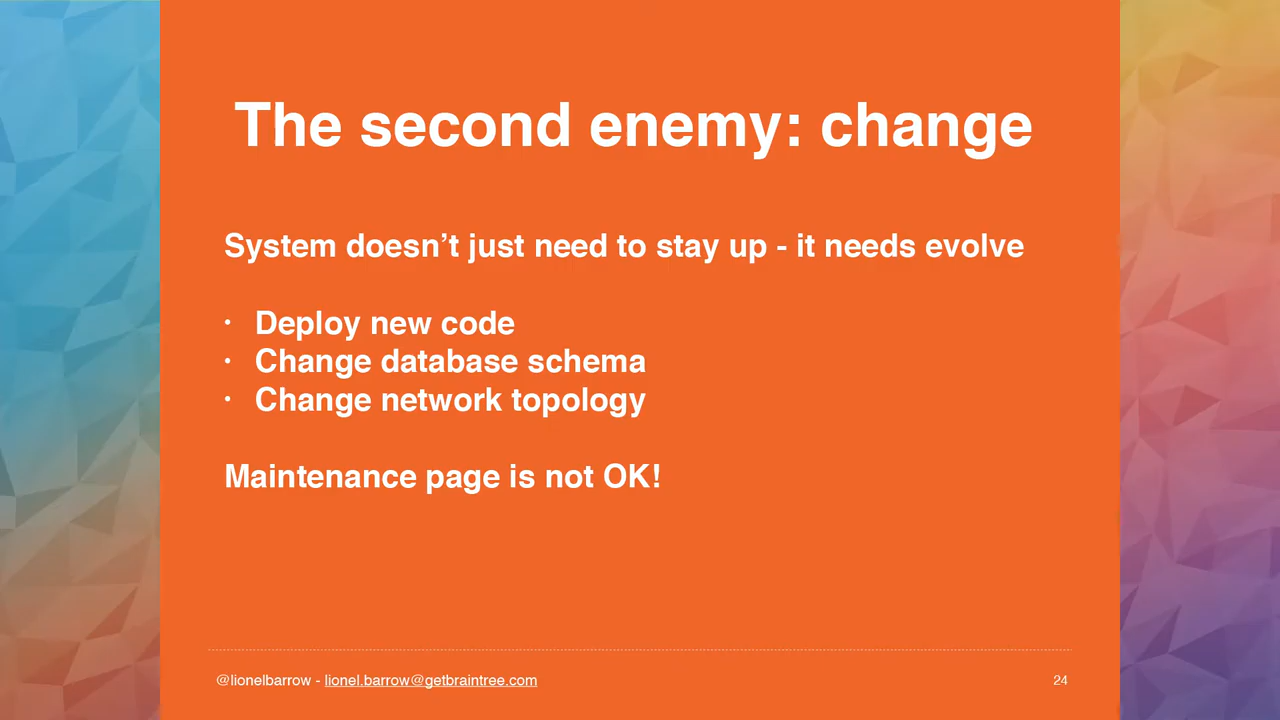 The second enemy: change
System doesn’t just need to stay up - it needs evolve
• Deploy new code
• Change database schema
• Change network topology
Maintenance page is not OK!
@lionelbarrow - lionel.barrow@getbraintree.com
24